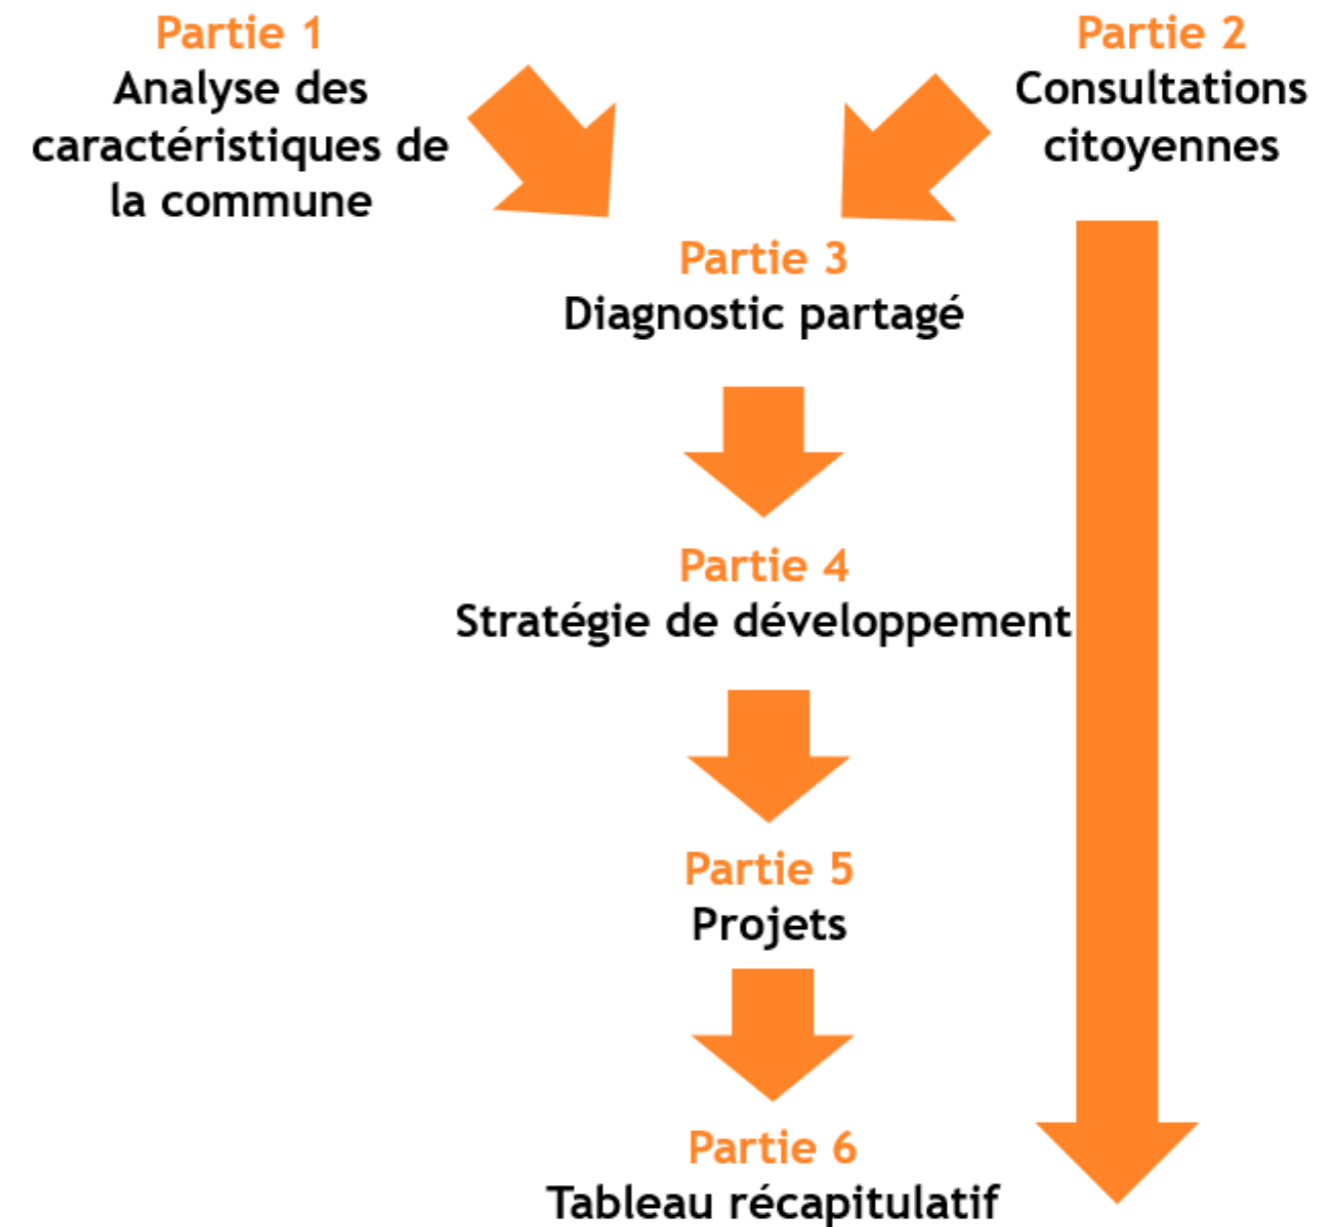 Partie 1
Analyse des
caractéristiques de
la commune
Partie 2
Consultations
citoyennes
Partie 3
Diagnostic partagé
Partie 4
Stratégie de développement
Partie 5
Projets
Partie 6
Tableau récapitulatif